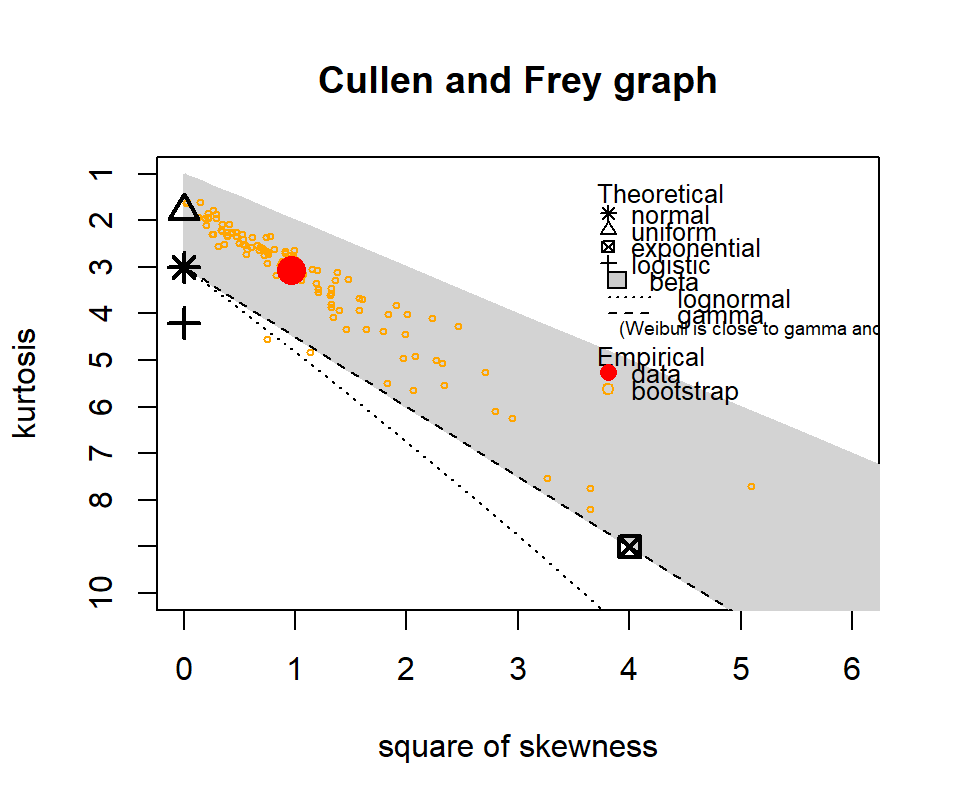 Cullen and Frey graph
kurtosis
1
2
3
4
5
6
7
8
10
Theoretical
normal
uniform
exponential
logistic
beta
lognormal
gamma
(Weibull is close to gamma and
Empirical
data
bootstrap
0 1 2 3 4 5 6
square of skewness